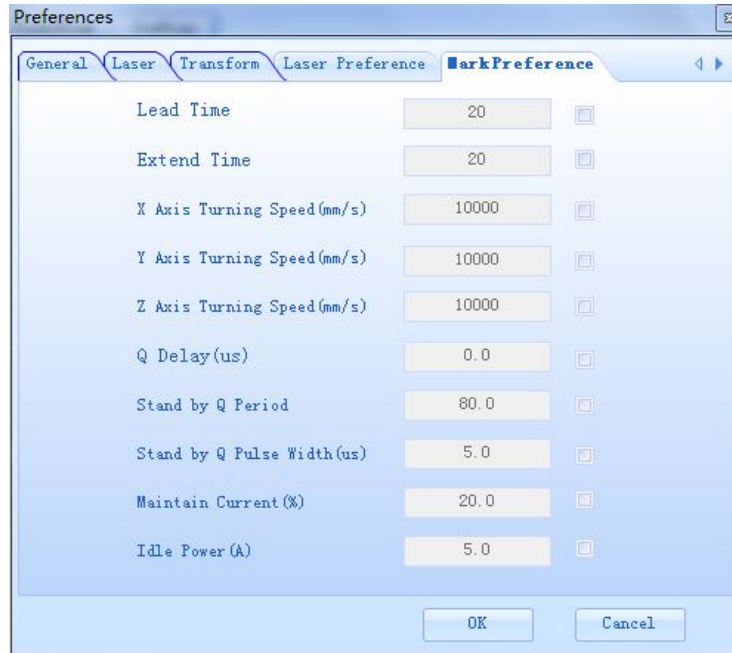 Preferences
General Laser Transform Laser Preference MarkPreference
Lead Time 20
Extend Time 20
X Axis Turning Speed(mm/s) 10000
Y Axis Turning Speed(mm/s) 10000
Z Axis Turning Speed(mm/s) 10000
Q Delay(us) 0.0
Stand by Q Period 80.0
Stand by Q Pulse Width(us) 5.0
Maintain Current(%) 20.0
Idle Power(A) 5.0
OK Cancel